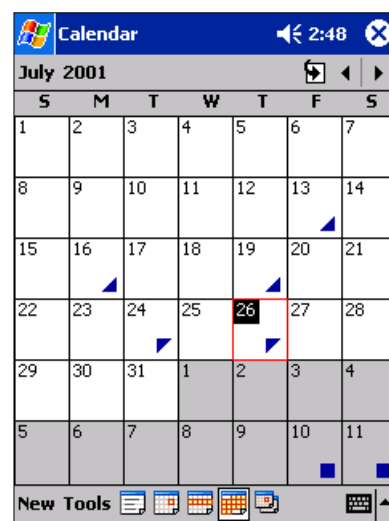 Calendar 2:48
July 2001
S M T W T F S
1 2 3 4 5 6 7
8 9 10 11 12 13 14
15 16 17 18 19 20 21
22 23 24 25 26 27 28
29 30 31 1 2 3 4
5 6 7 8 9 10 11
New Tools